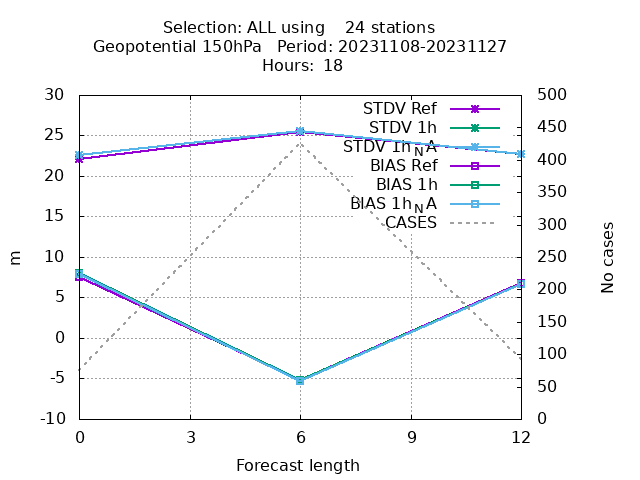 Selection: ALL using    24 stations
Geopotential 150hPa   Period: 20231108-20231127
Hours: 18
30 500
25 450
20 400
15 350
10 300
5 250
0 200
-5 150
-10 100
50
0
STDV Ref
STDV 1h
STDV 1h_NA
BIAS Ref
BIAS 1h
BIAS 1h_NA
CASES
m
No cases
0 3 6 9 12
Forecast length